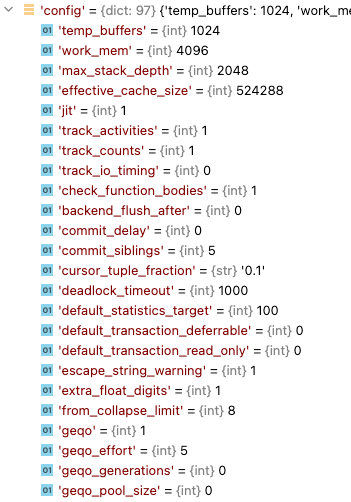 'config' = {dict: 97} {'temp_buffers': 1024, 'work_me
01 'temp_buffers' = {int} 1024
01 'work_mem' = {int} 4096
01 'max_stack_depth' = {int} 2048
01 'effective_cache_size' = {int} 524288
01 'jit' = {int} 1
01 'track_activities' = {int} 1
01 'track_counts' = {int} 1
01 'track_io_timing' = {int} 0
01 'check_function_bodies' = {int} 1
01 'backend_flush_after' = {int} 0
01 'commit_delay' = {int} 0
01 'commit_siblings' = {int} 5
01 'cursor_tuple_fraction' = {str} '0.1'
01 'deadlock_timeout' = {int} 1000
01 'default_statistics_target' = {int} 100
01 'default_transaction_deferrable' = {int} 0
01 'default_transaction_read_only' = {int} 0
01 'escape_string_warning' = {int} 1
01 'extra_float_digits' = {int} 1
01 'from_collapse_limit' = {int} 8
01 'geqo' = {int} 1
01 'geqo_effort' = {int} 5
01 'geqo_generations' = {int} 0
01 'geqo_pool_size' = {int} 0